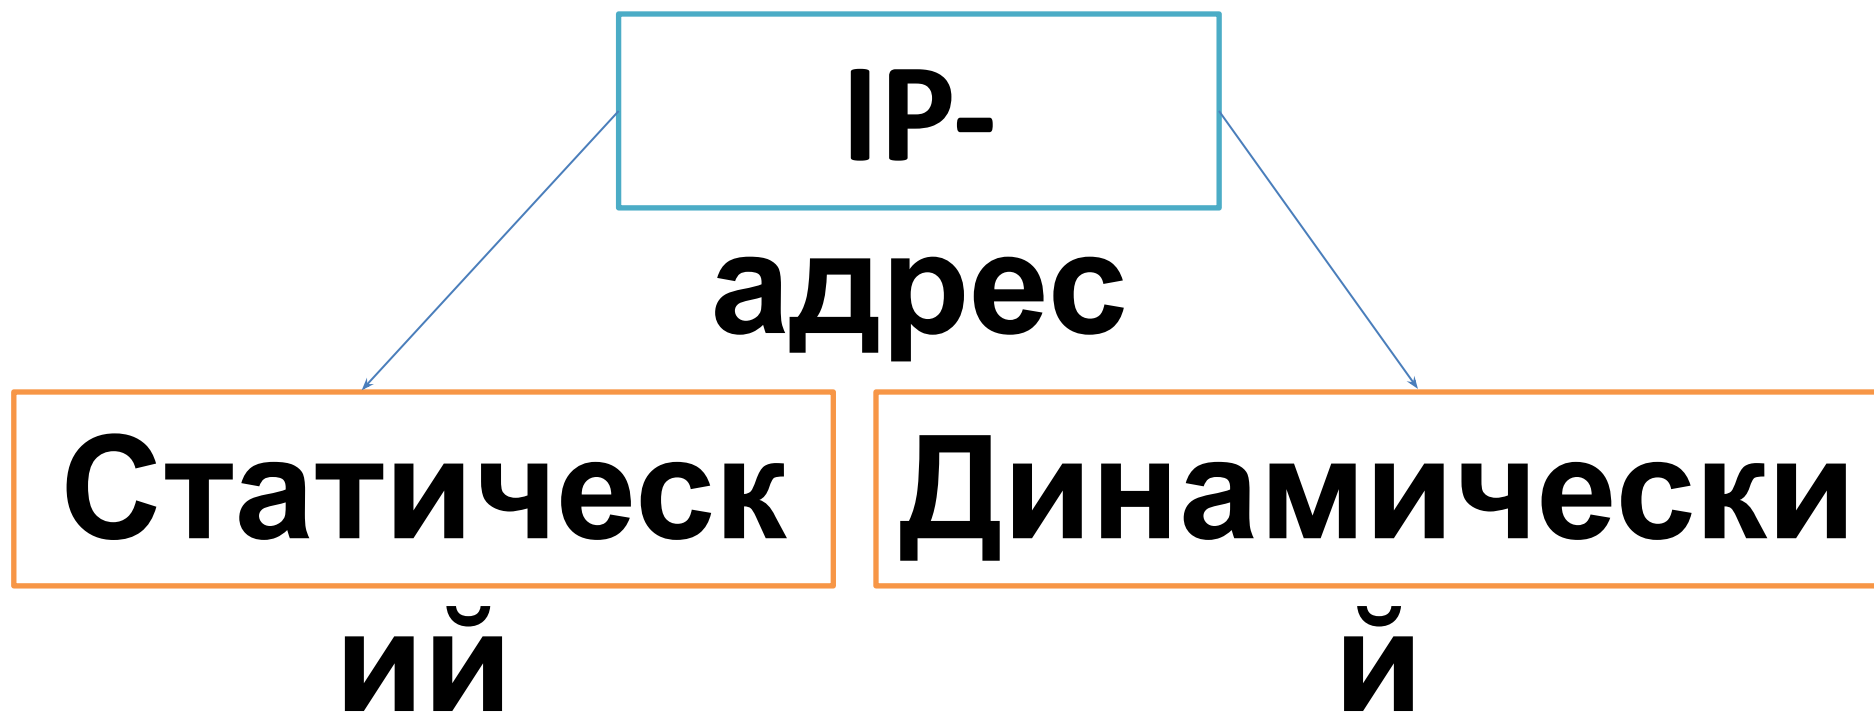 IP-
адрес
Статическ
ий
Динамически
й